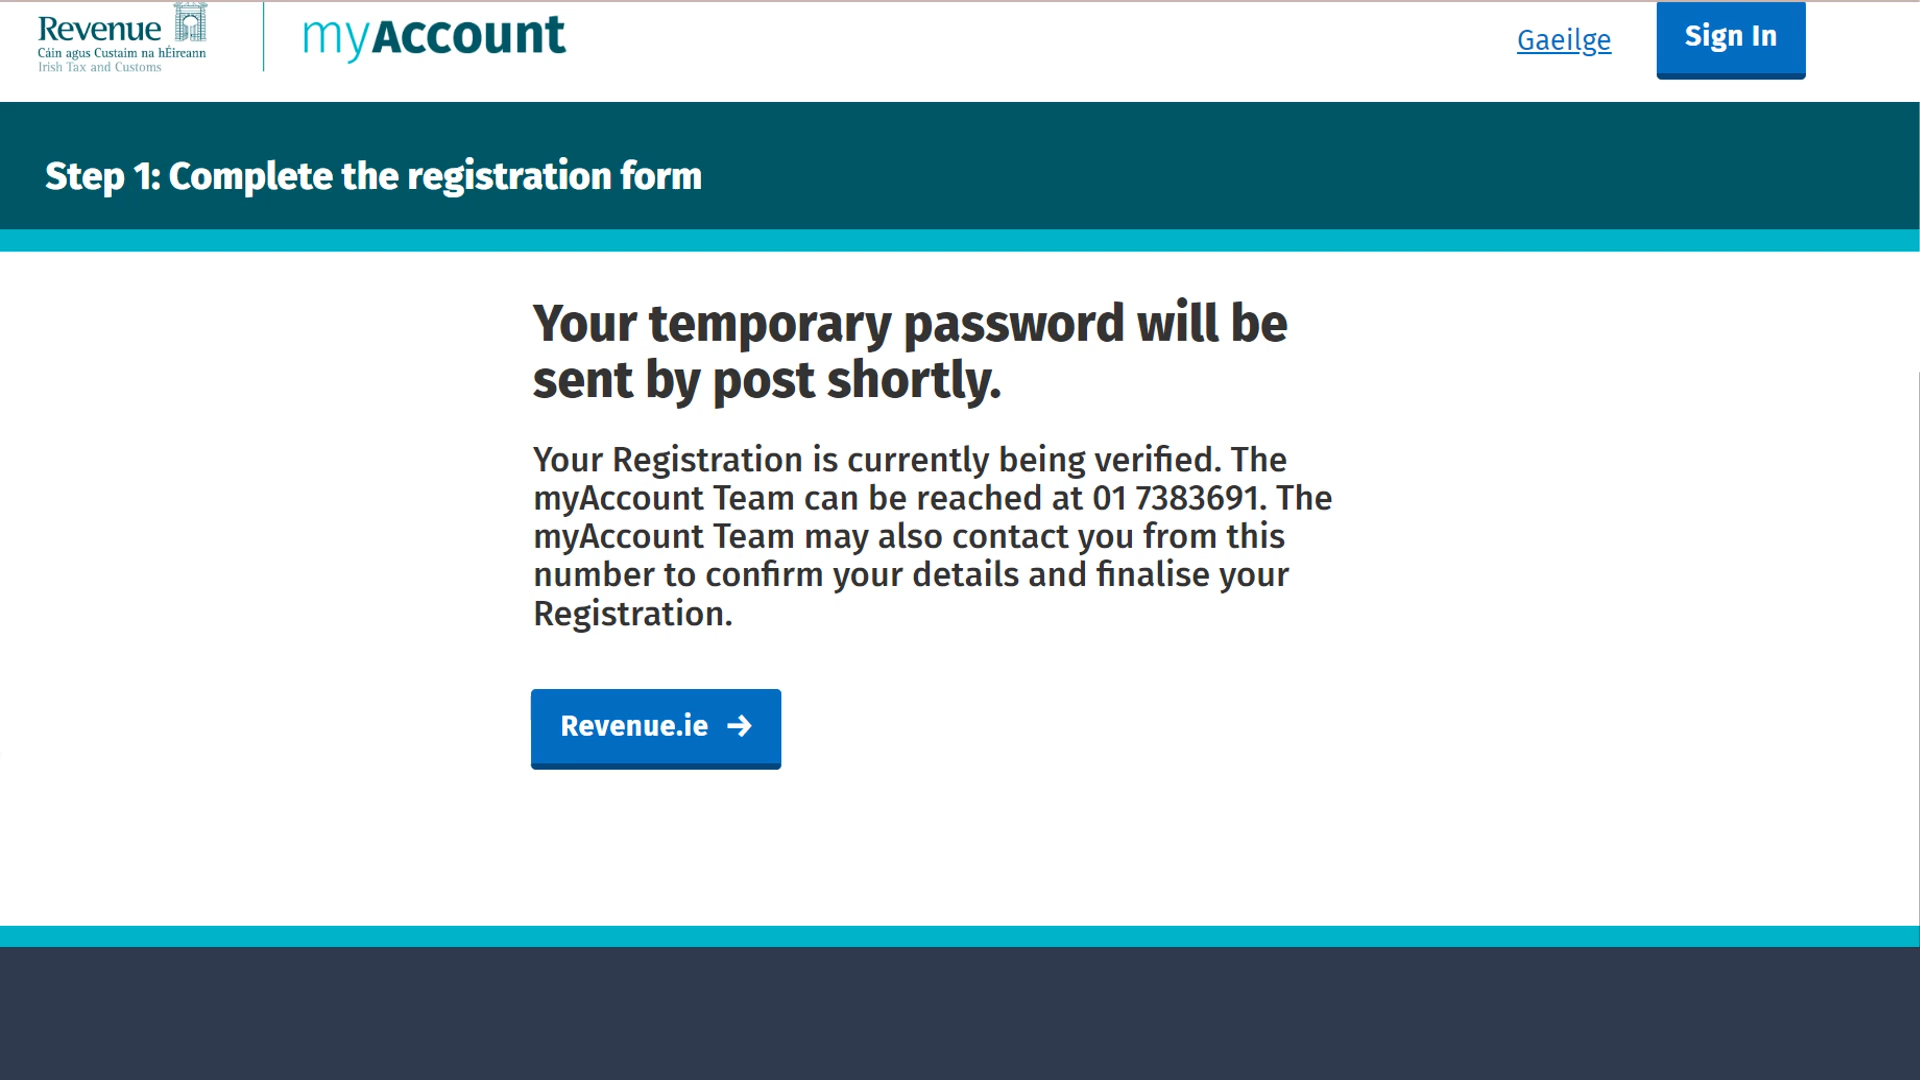 Revenue
Cáin agus Custaim na hÉireann
Irish Tax and Customs
myAccount
Gaeilge
Sign In
Step 1: Complete the registration form
Your temporary password will be
sent by post shortly.
Your Registration is currently being verified. The
myAccount Team can be reached at 01 7383691. The
myAccount Team may also contact you from this
number to confirm your details and finalise your
Registration.
Revenue.ie →